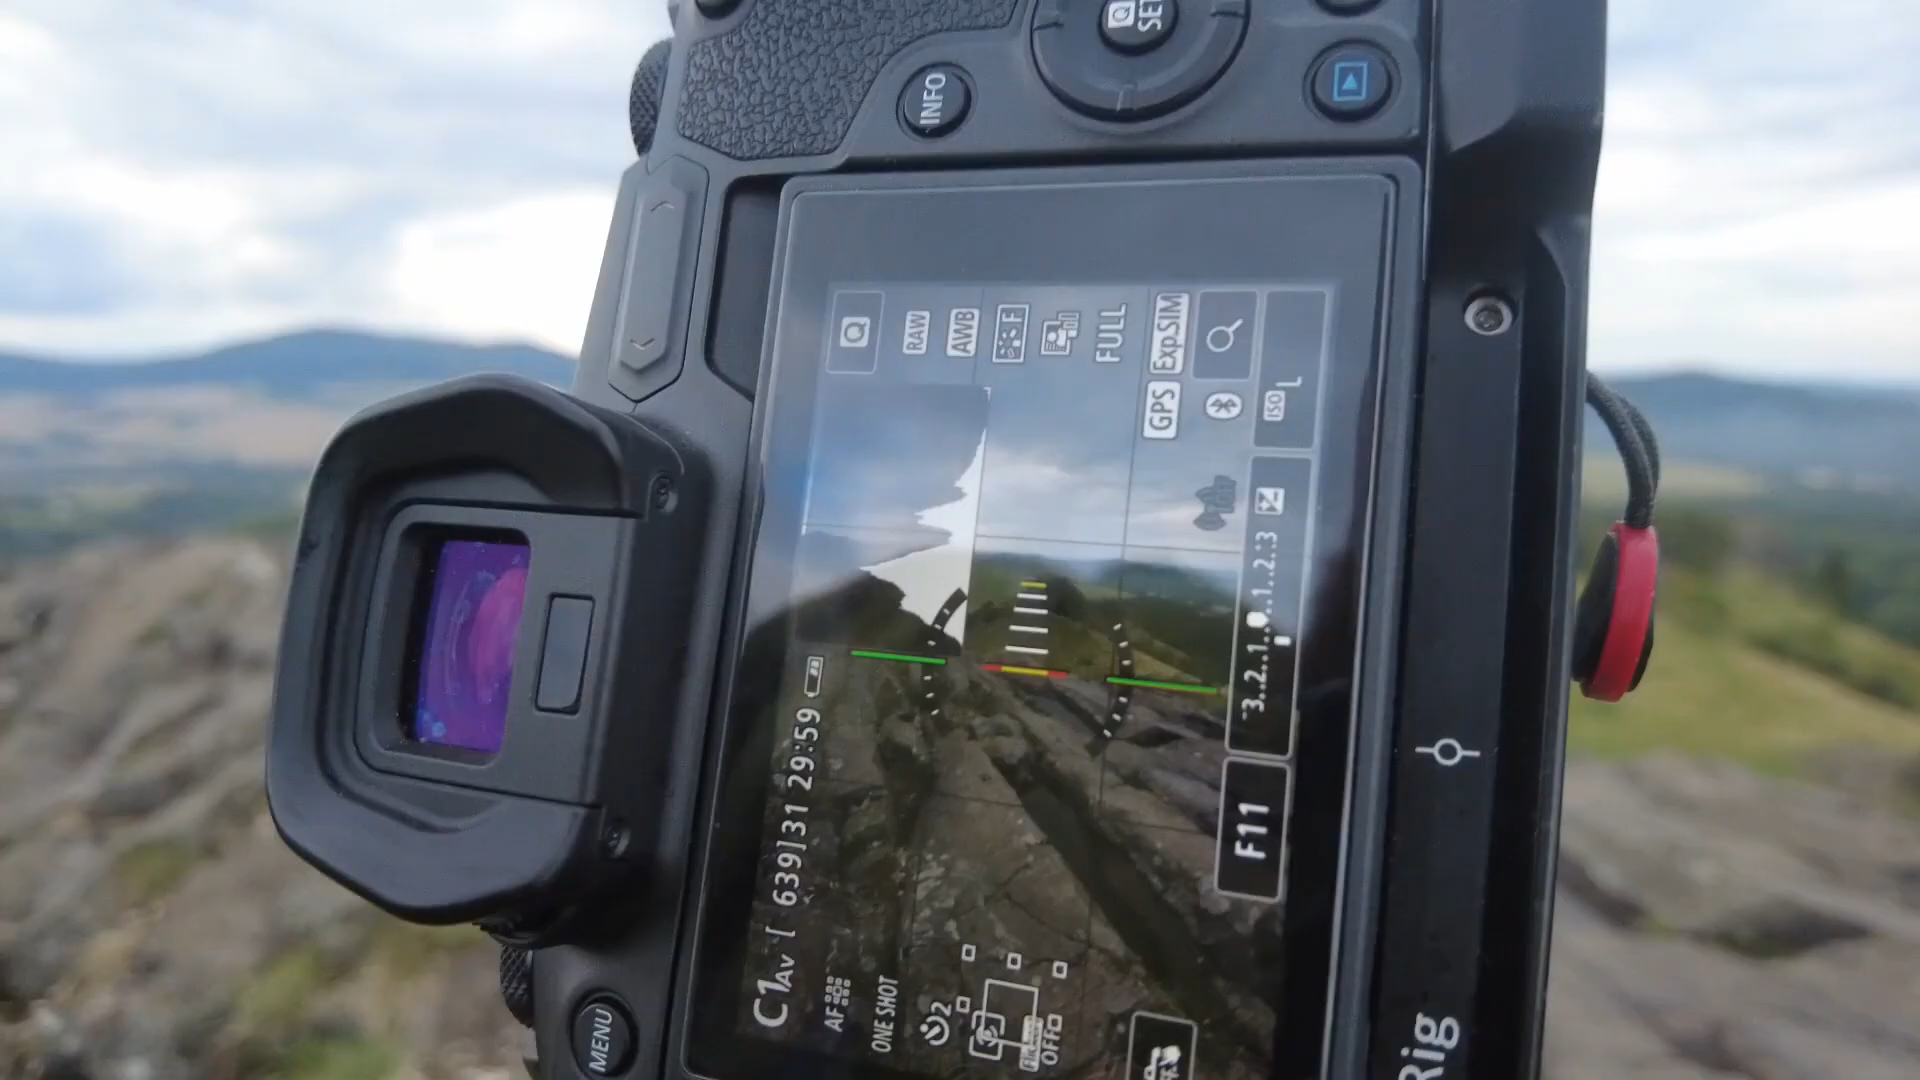 SET
INFO
C1Av [ 639]31 29:59
RAW
AF
AWB
ONE SHOT
2
FULL
OFF
GPS Exp.SIM
F11
-3..2..1..●..1..2..+3
ISO L
MENU
Rig